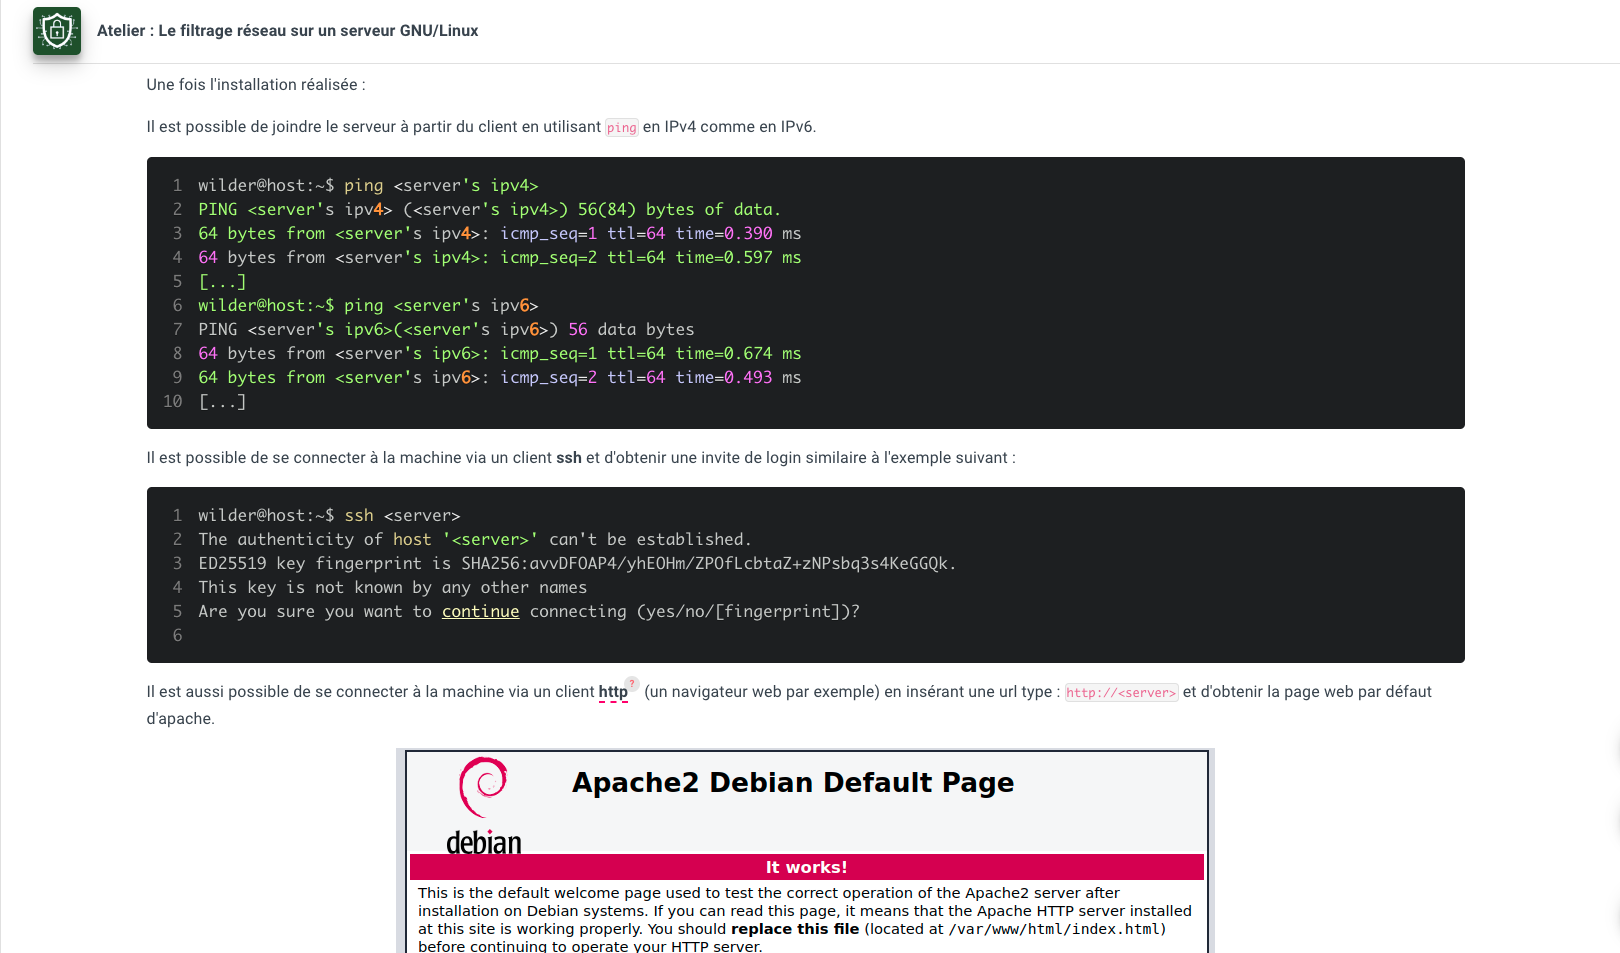 Atelier : Le filtrage réseau sur un serveur GNU/Linux
Une fois l'installation réalisée :
Il est possible de joindre le serveur à partir du client en utilisant ping en IPv4 comme en IPv6.
1 wilder@host:~$ ping <server's ipv4>
2 PING <server's ipv4> (<server's ipv4>) 56(84) bytes of data.
3 64 bytes from <server's ipv4>: icmp_seq=1 ttl=64 time=0.390 ms
4 64 bytes from <server's ipv4>: icmp_seq=2 ttl=64 time=0.597 ms
5 [...]
6 wilder@host:~$ ping <server's ipv6>
7 PING <server's ipv6>(<server's ipv6>) 56 data bytes
8 64 bytes from <server's ipv6>: icmp_seq=1 ttl=64 time=0.674 ms
9 64 bytes from <server's ipv6>: icmp_seq=2 ttl=64 time=0.493 ms
10 [...]
Il est possible de se connecter à la machine via un client ssh et d'obtenir une invite de login similaire à l'exemple suivant :
1 wilder@host:~$ ssh <server>
2 The authenticity of host '<server>' can't be established.
3 ED25519 key fingerprint is SHA256:avvDFOAP4/yhEOHm/ZPOfLcbtaZ+zNPsbq3s4KeGGQk.
4 This key is not known by any other names
5 Are you sure you want to continue connecting (yes/no/[fingerprint])?
6
Il est aussi possible de se connecter à la machine via un client http ? (un navigateur web par exemple) en insérant une url type : http://<server> et d'obtenir la page web par défaut
d'apache.
Apache2 Debian Default Page
debian
It works!
This is the default welcome page used to test the correct operation of the Apache2 server after
installation on Debian systems. If you can read this page, it means that the Apache HTTP server installed
at this site is working properly. You should replace this file (located at /var/www/html/index.html)
before continuing to operate your HTTP server.